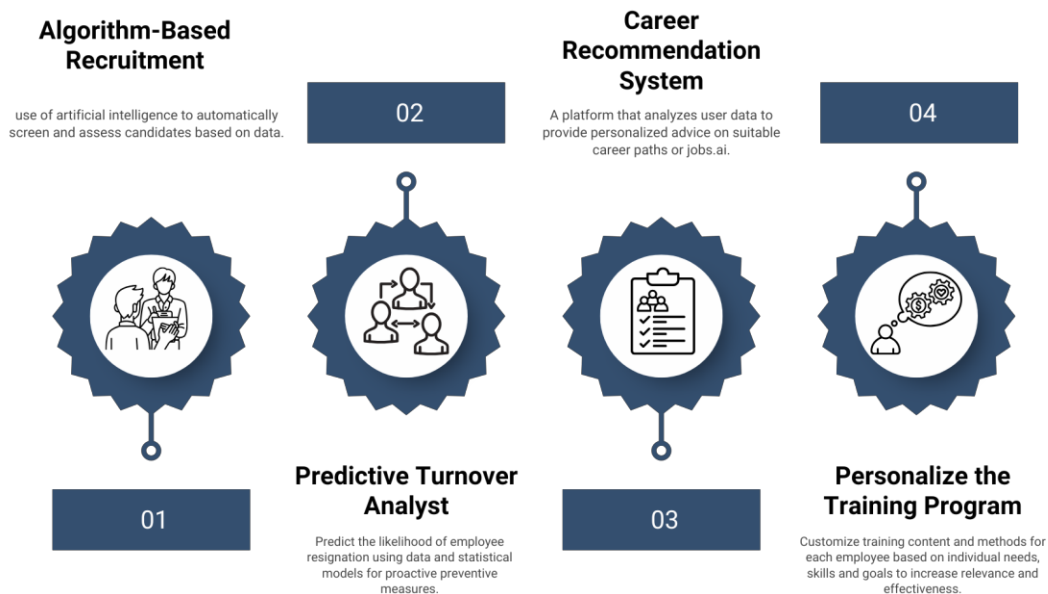 Algorithm-Based
Recruitment
use of artificial intelligence to automatically
screen and assess candidates based on data.
01
02
Predictive Turnover
Analyst
Predict the likelihood of employee
resignation using data and statistical
models for proactive preventive
measures.
Career
Recommendation
System
A platform that analyzes user data to
provide personalized advice on suitable
career paths or jobs.ai.
03
04
Personalize the
Training Program
Customize training content and methods for
each employee based on individual needs,
skills and goals to increase relevance and
effectiveness.
$